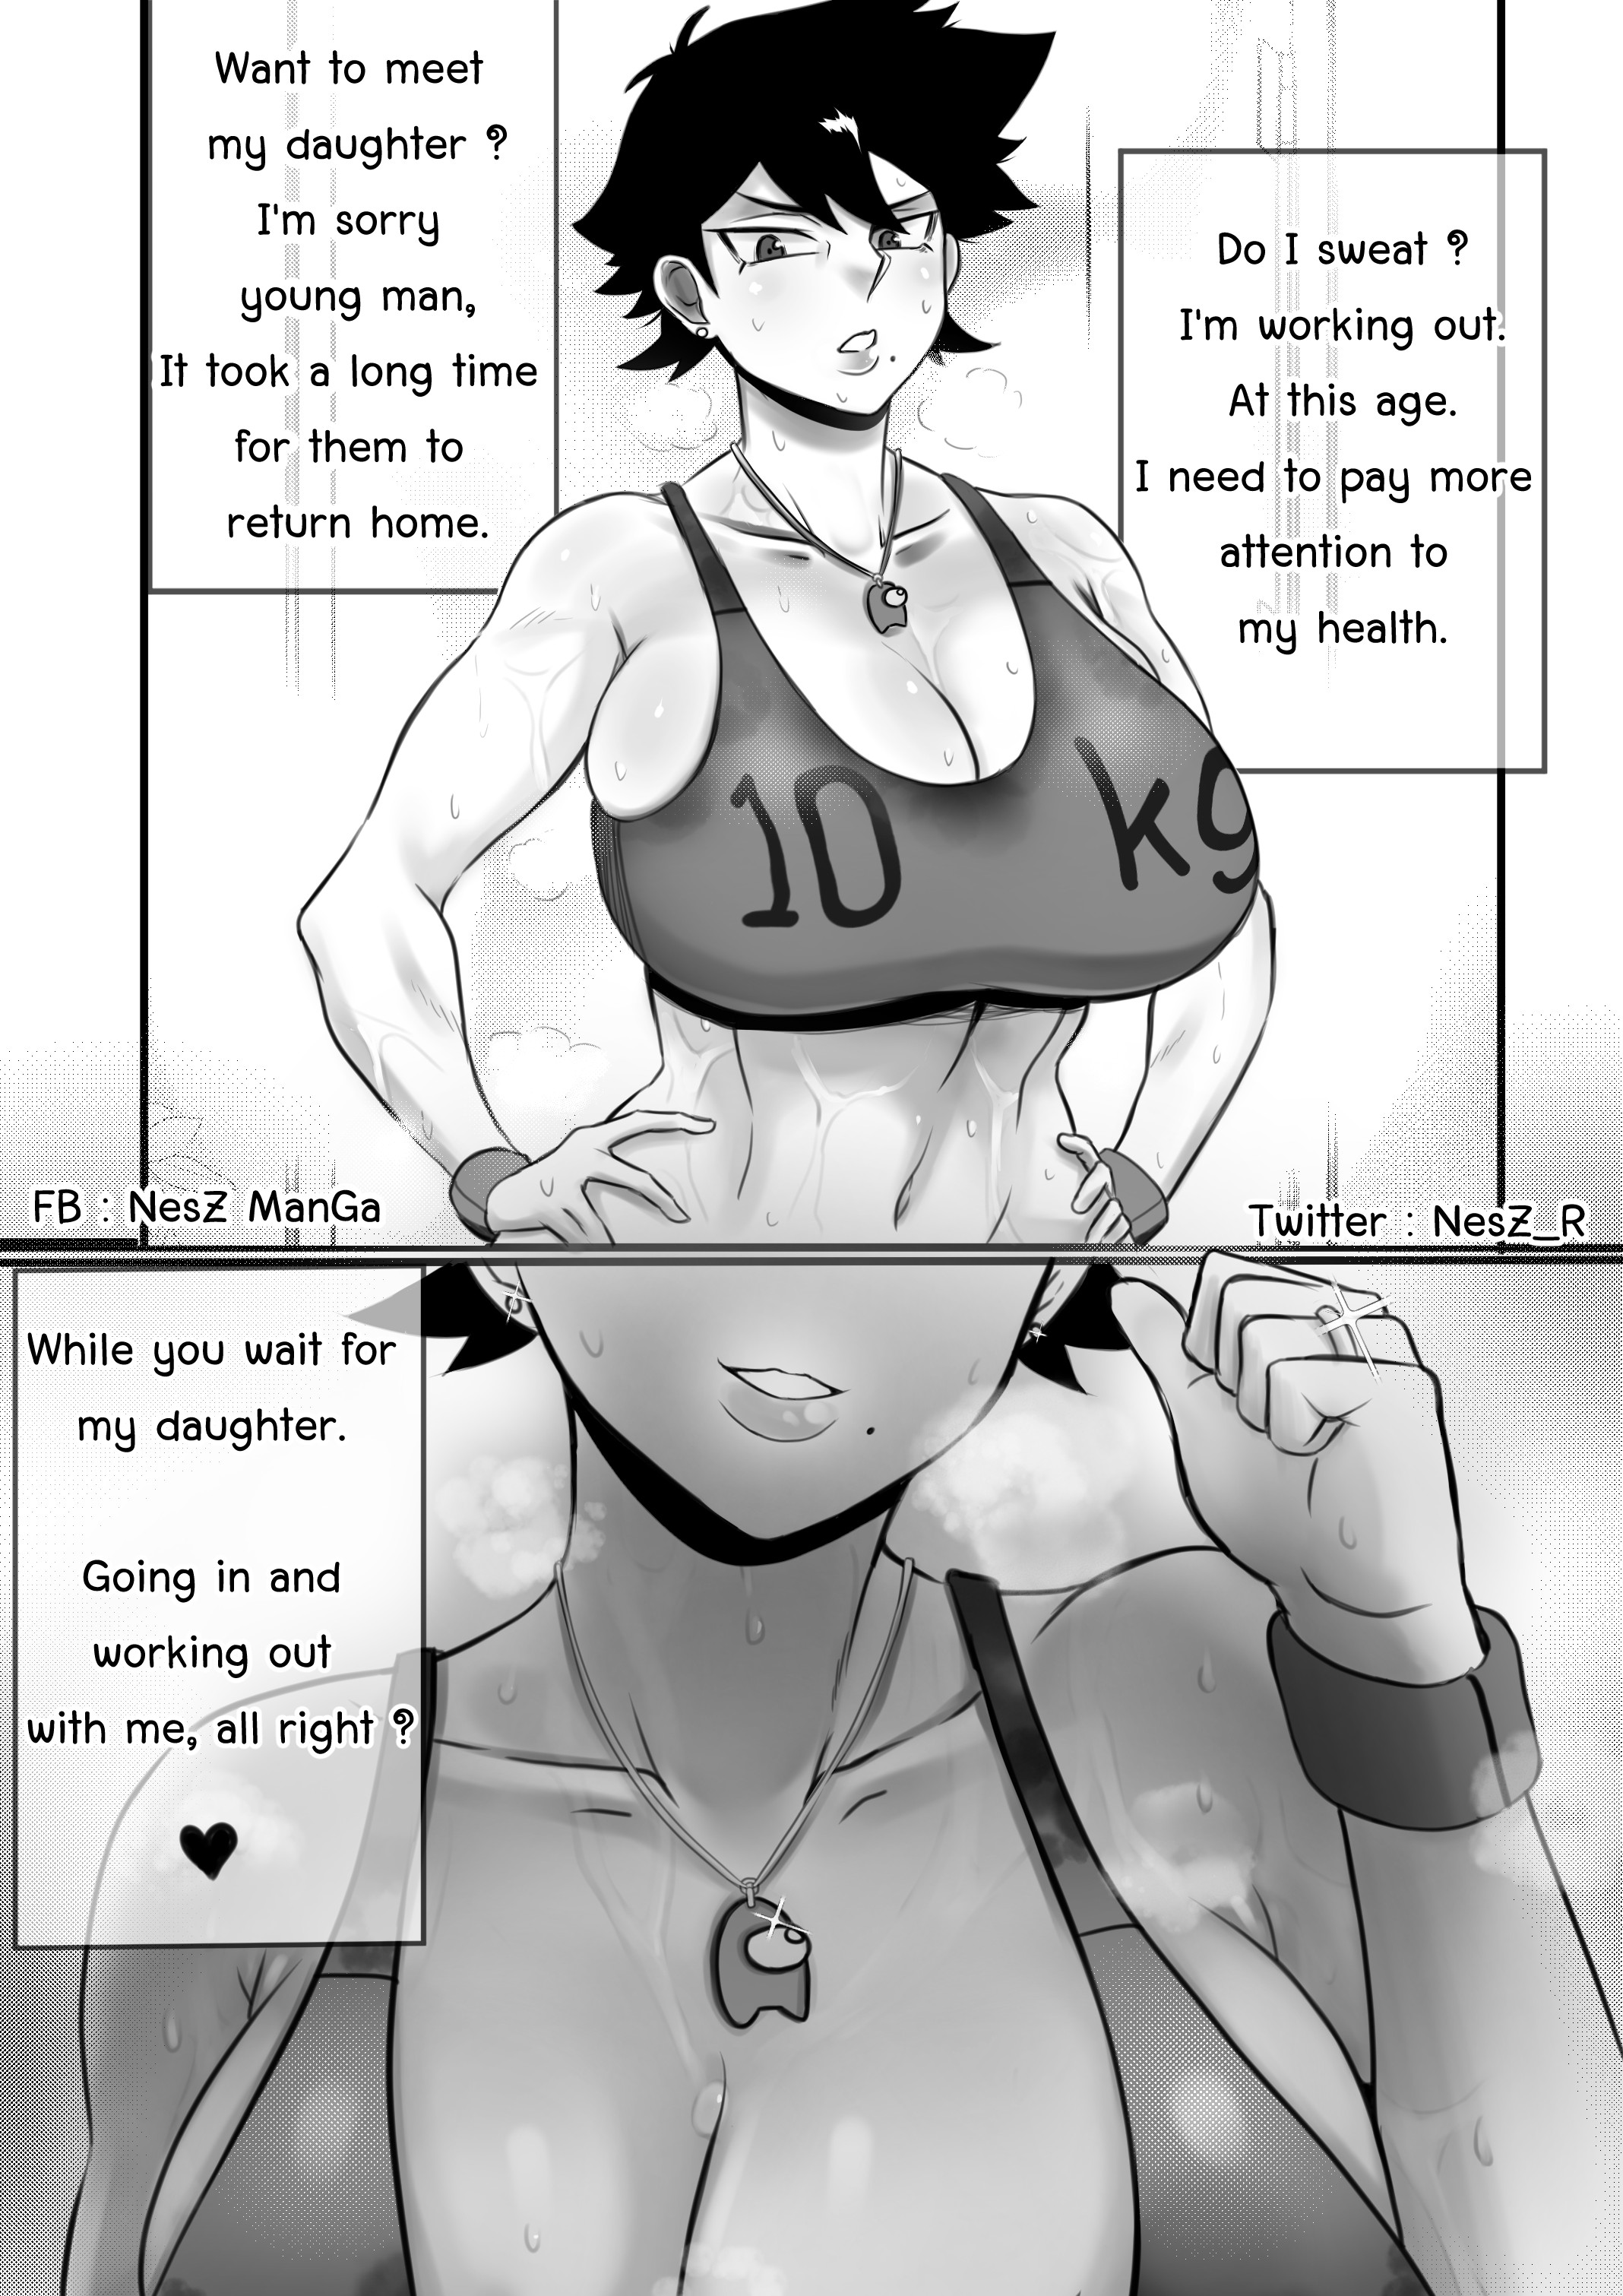 Want to meet
my daughter ?
I'm sorry
young man,
It took a long time
for them to
return home.
Do I sweat ?
I'm working out.
At this age.
I need to pay more
attention to
my health.
10 kg
FB : NesZ ManGa
Twitter : NesZ_R
While you wait for
my daughter.
Going in and
working out
with me, all right ?
♥